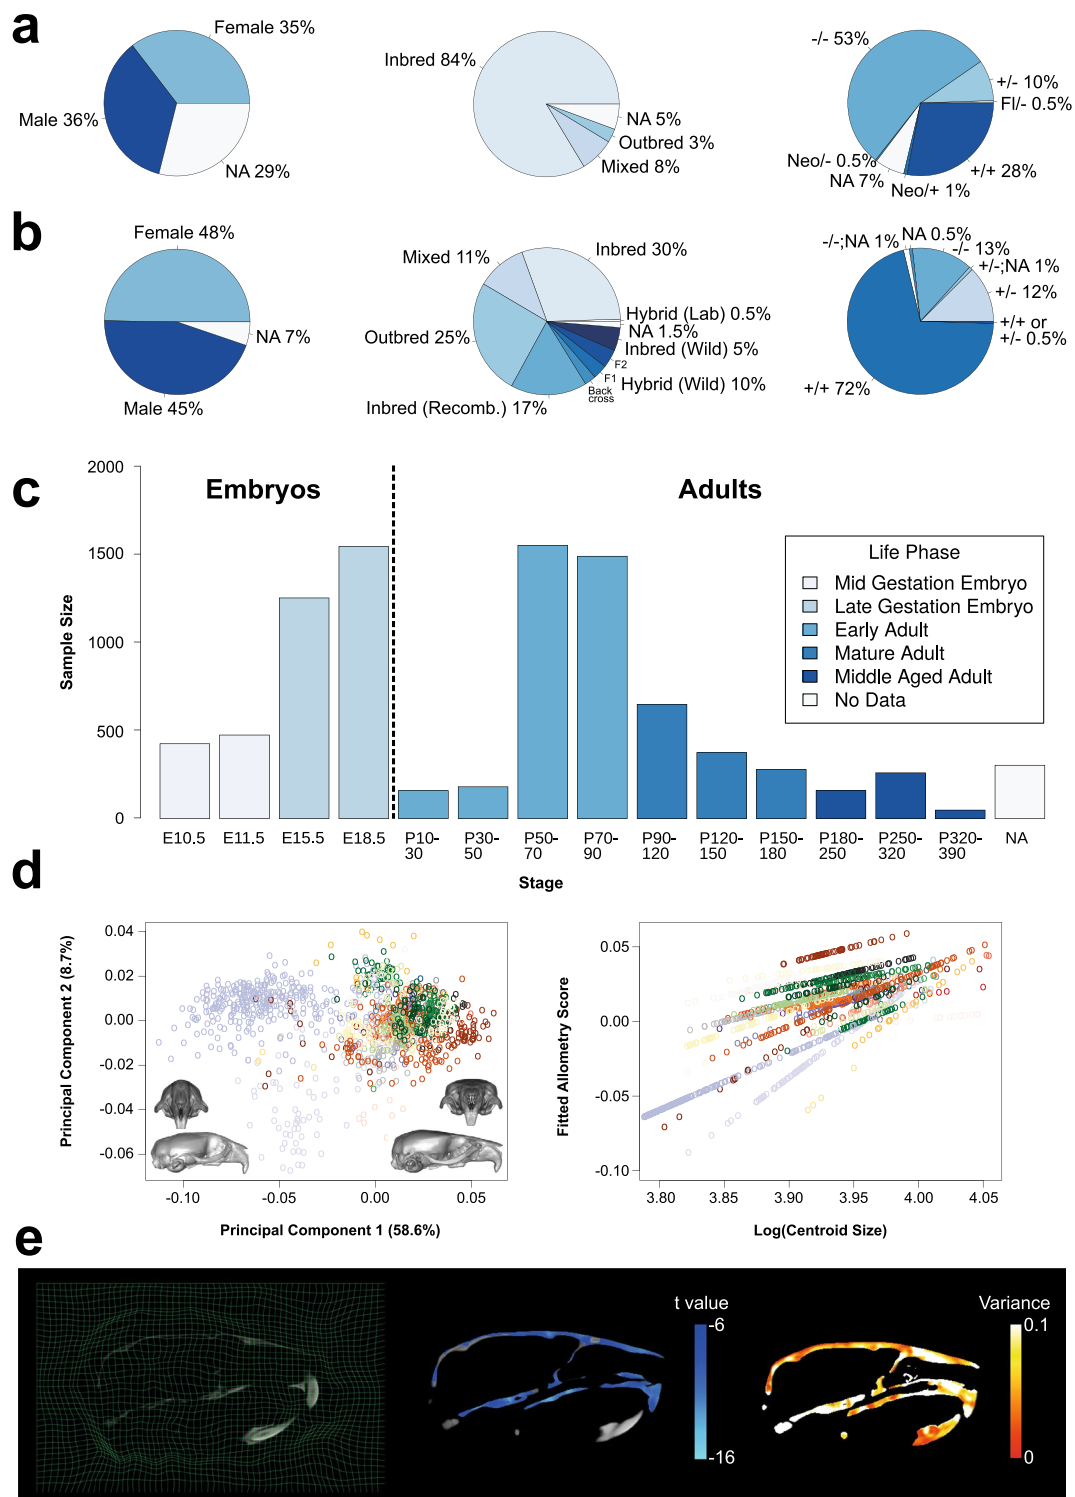 a
Female 35%
Male 36%
NA 29%
Inbred 84%
NA 5%
Outbred 3%
Mixed 8%
-/- 53%
+/- 10%
Fl/- 0.5%
+/+ 28%
Neo/+ 1%
NA 7%
Neo/- 0.5%
b
Female 48%
NA 7%
Male 45%
Mixed 11%
Inbred 30%
Hybrid (Lab) 0.5%
NA 1.5%
Inbred (Wild) 5%
F2
F1
Hybrid (Wild) 10%
Back
cross
Outbred 25%
Inbred (Recomb.) 17%
-/-;NA 1%
NA 0.5%
-/- 13%
+/-;NA 1%
+/- 12%
+/+ or
+/- 0.5%
+/+ 72%
c
Embryos
Adults
Sample Size
2000
1500
1000
500
0
Life Phase
Mid Gestation Embryo
Late Gestation Embryo
Early Adult
Mature Adult
Middle Aged Adult
No Data
E10.5
E11.5
E15.5
E18.5
P10-
30
P30-
50
P50-
70
P70-
90
P90-
120
P120-
150
P150-
180
P180-
250
P250-
320
P320-
390
NA
Stage
d
Principal Component 2 (8.7%)
0.04
0.02
0.00
-0.02
-0.04
-0.06
-0.10
-0.05
0.00
0.05
Principal Component 1 (58.6%)
Fitted Allometry Score
0.05
0.00
-0.05
-0.10
3.80
3.85
3.90
3.95
4.00
4.05
Log(Centroid Size)
e
t value
-6
-16
Variance
0.1
0